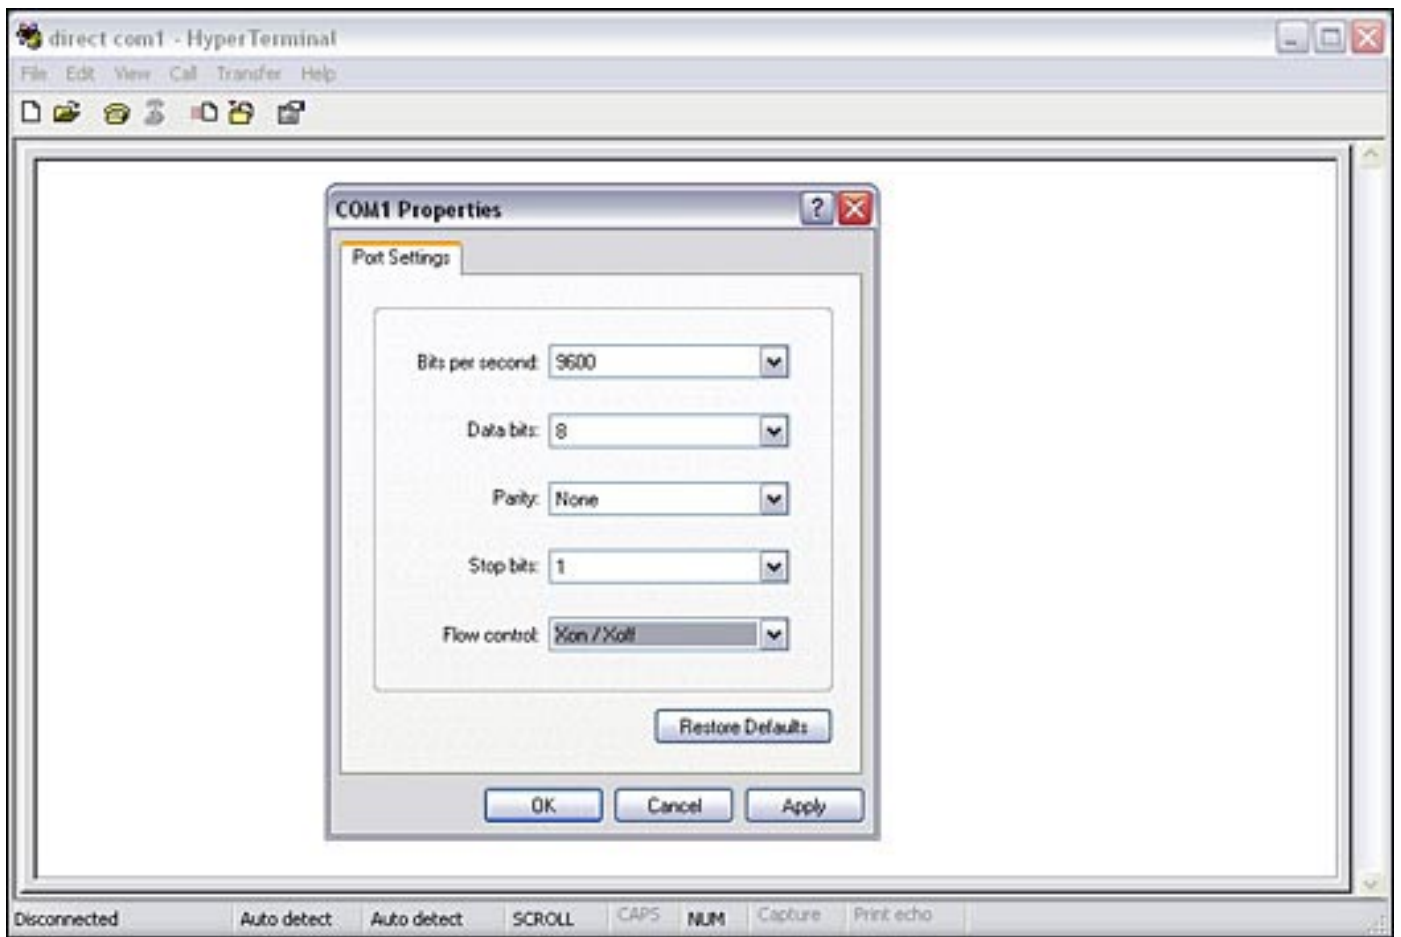 direct com1 - HyperTerminal
File Edit View Call Transfer Help
COM1 Properties
?
Port Settings
Bits per second: 9600
Data bits: 8
Parity: None
Stop bits: 1
Flow control: Xon / Xoff
Restore Defaults
OK Cancel Apply
Disconnected Auto detect Auto detect SCROLL CAPS NUM Capture Print echo